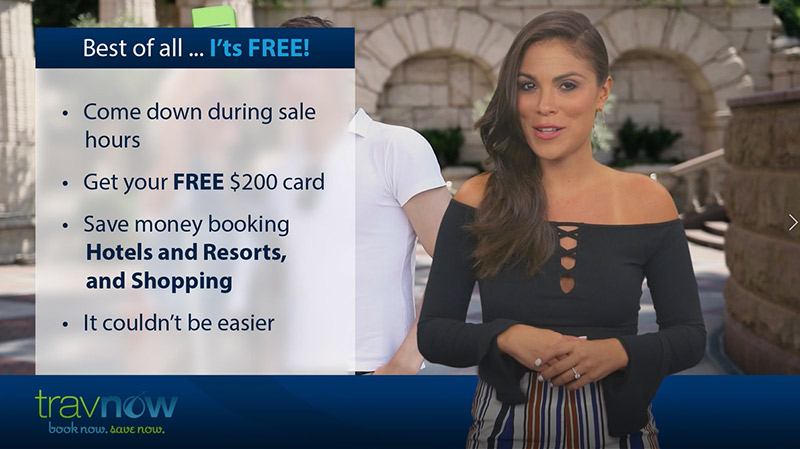 Best of all ... I'ts FREE!
• Come down during sale
hours
• Get your FREE $200 card
• Save money booking
Hotels and Resorts,
and Shopping
• It couldn't be easier
travnow
book now. save now.